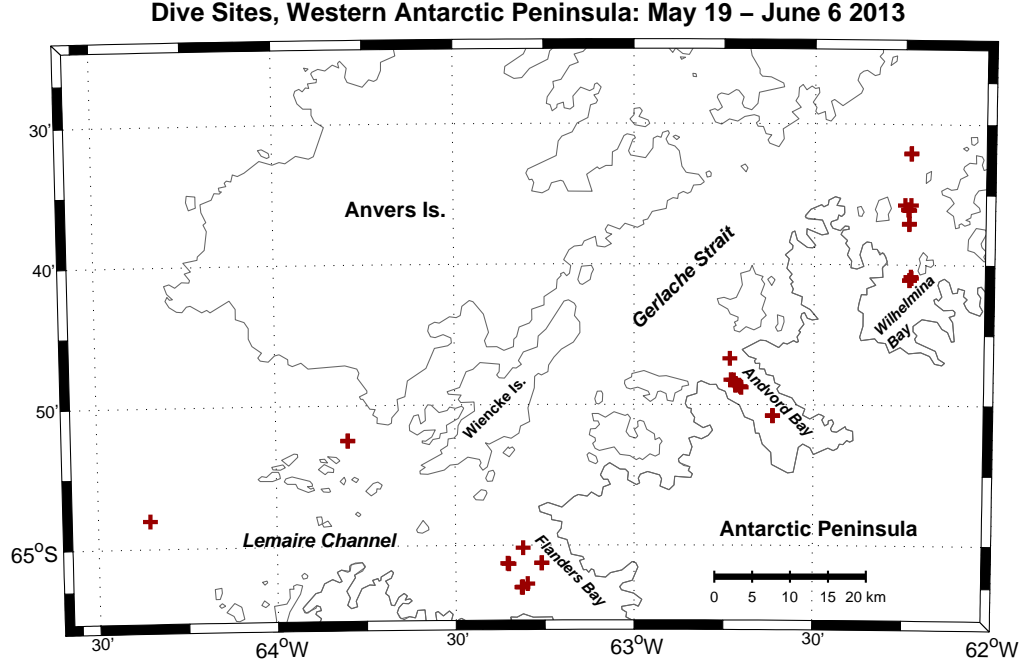 Dive Sites, Western Antarctic Peninsula: May 19 – June 6 2013
30'
Anvers Is.
Gerlache Strait
40'
Wilhelmina
Bay
Andvord Bay
Wiencke Is.
50'
Lemaire Channel
Antarctic Peninsula
65°S
Flanders Bay
0 5 10 15 20 km
30' 64°W 30' 63°W 30' 62°W